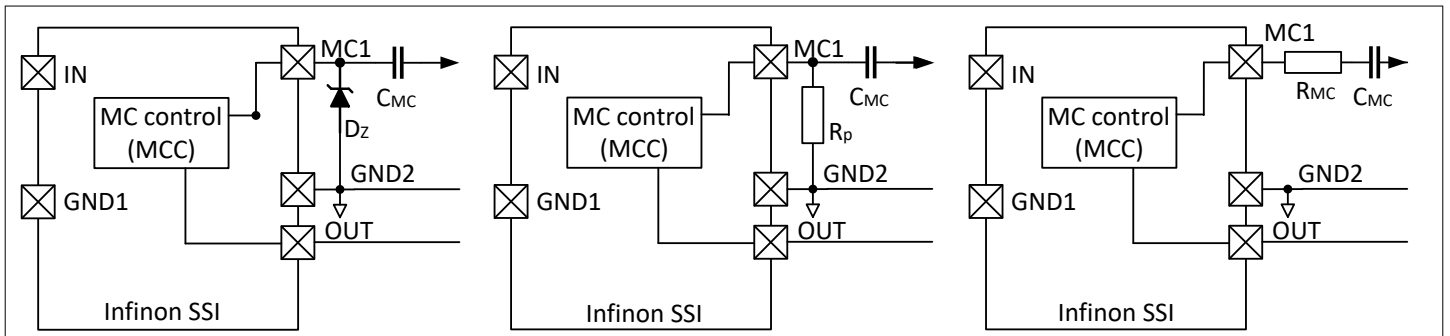 MC1
IN
CMC
MC control
(MCC)
DZ
GND2
GND1
OUT
Infinon SSI
MC1
IN
CMC
MC control
(MCC)
Rp
GND2
GND1
OUT
Infinon SSI
MC1
IN
RMC
CMC
MC control
(MCC)
GND2
GND1
OUT
Infinon SSI